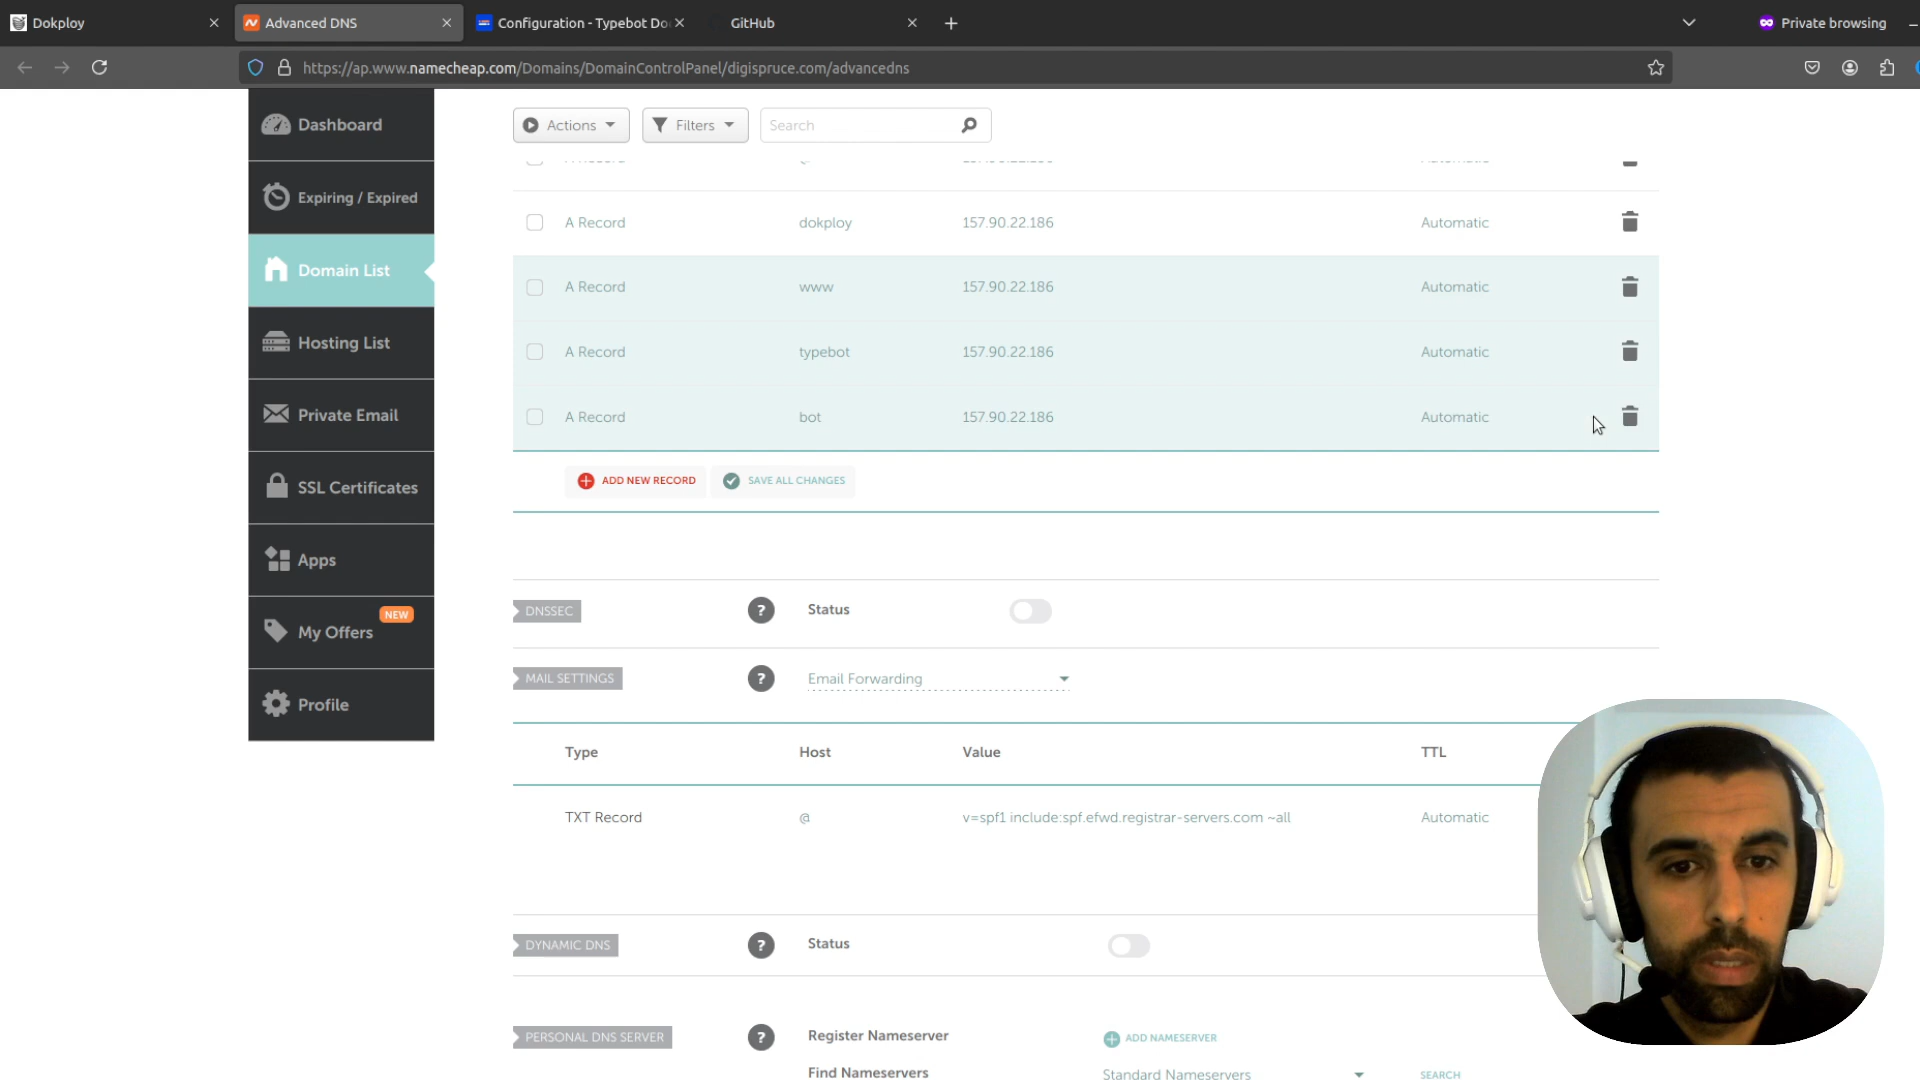 Dokploy
Advanced DNS
Configuration - Typebot Do
GitHub
Private browsing
https://ap.www.namecheap.com/Domains/DomainControlPanel/digispruce.com/advancedns
Dashboard
Expiring / Expired
Domain List
Hosting List
Private Email
SSL Certificates
Apps
NEW
My Offers
Profile
Actions
Filters
Search
A Record dokploy 157.90.22.186 Automatic
A Record www 157.90.22.186 Automatic
A Record typebot 157.90.22.186 Automatic
A Record bot 157.90.22.186 Automatic
ADD NEW RECORD SAVE ALL CHANGES
DNSSEC ? Status
MAIL SETTINGS ? Email Forwarding
Type Host Value TTL
TXT Record @ v=spf1 include:spf.efwd.registrar-servers.com ~all Automatic
DYNAMIC DNS ? Status
PERSONAL DNS SERVER ? Register Nameserver ADD NAMESERVER
Find Nameservers Standard Nameservers SEARCH